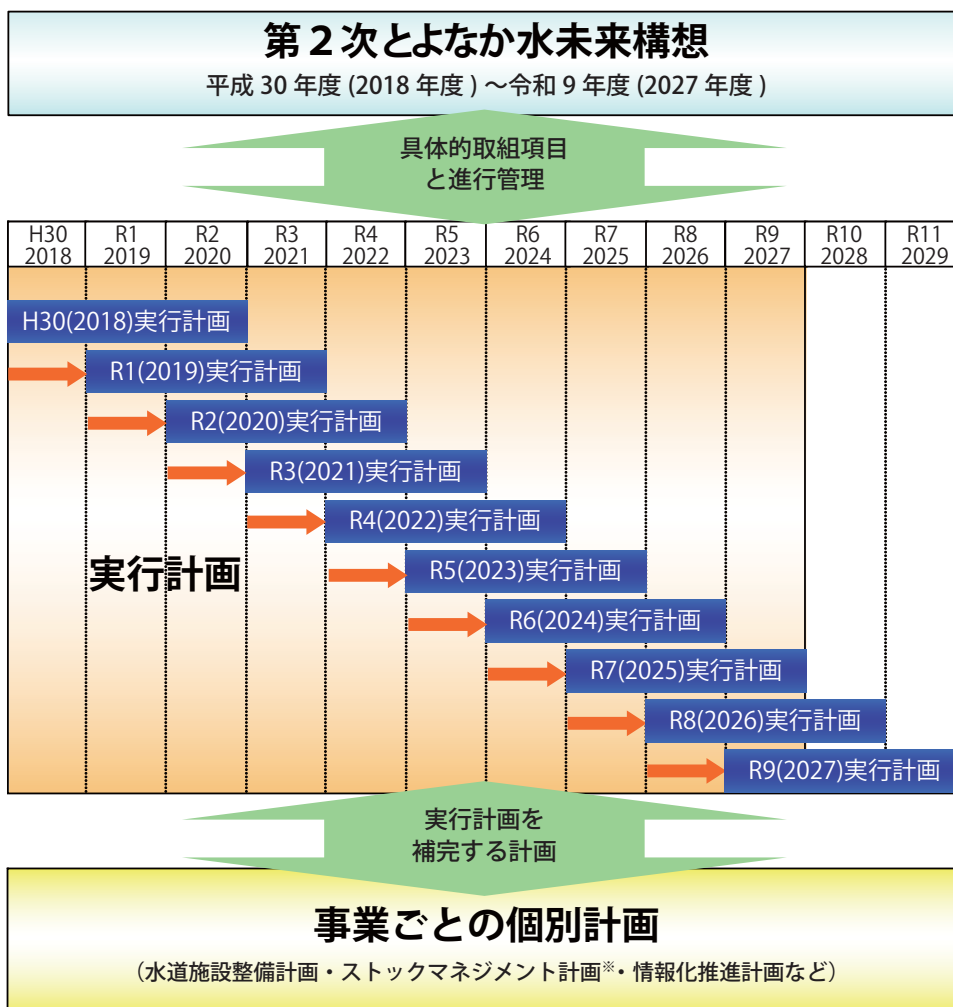 第２次とよなか水未来構想
平成 30 年度 (2018 年度 ) ～令和 9 年度 (2027 年度 )
具体的取組項目
と進行管理
H30 R1 R2 R3 R4 R5 R6 R7 R8 R9 R10 R11
2018 2019 2020 2021 2022 2023 2024 2025 2026 2027 2028 2029
H30(2018)実行計画
R1(2019)実行計画
R2(2020)実行計画
R3(2021)実行計画
R4(2022)実行計画
実行計画
R5(2023)実行計画
R6(2024)実行計画
R7(2025)実行計画
R8(2026)実行計画
R9(2027)実行計画
実行計画を
補完する計画
事業ごとの個別計画
（水道施設整備計画・ストックマネジメント計画※・情報化推進計画など）